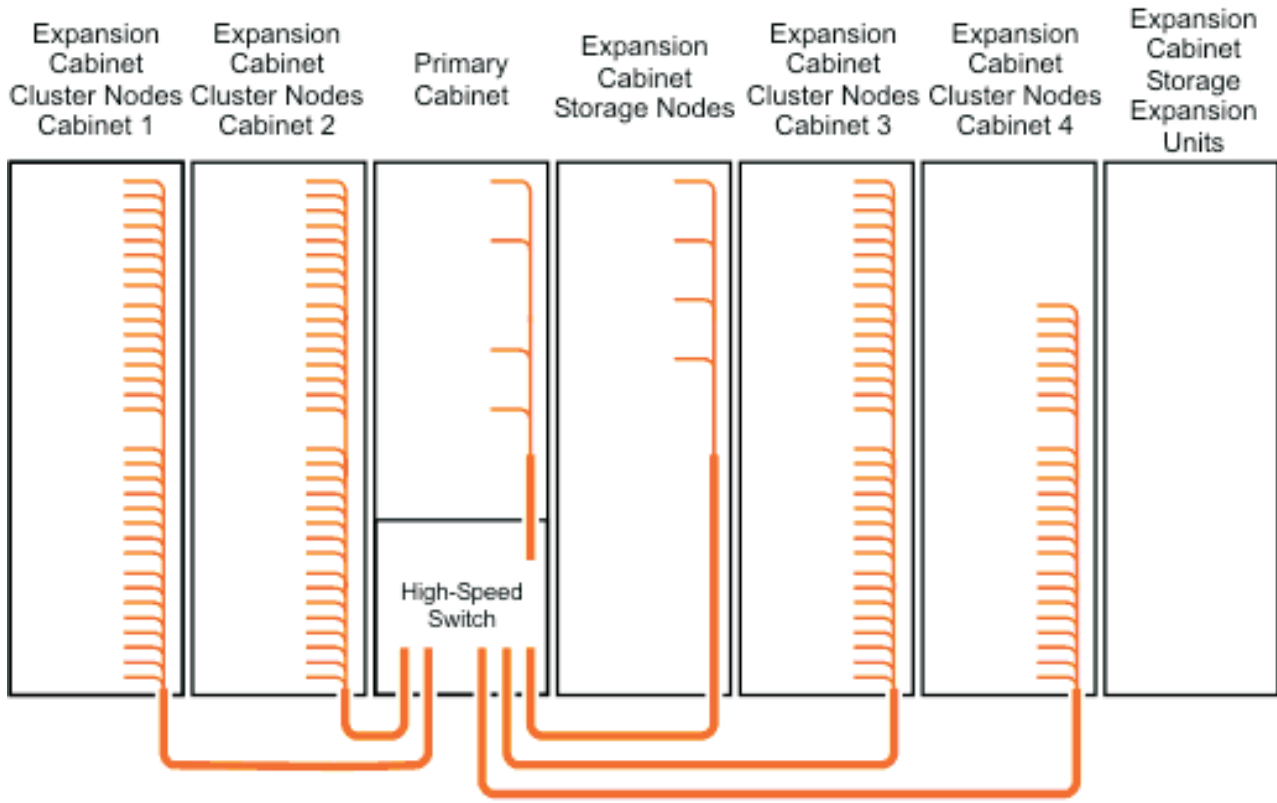 Expansion
Cabinet
Cluster Nodes
Cabinet 1
Expansion
Cabinet
Cluster Nodes
Cabinet 2
Primary
Cabinet
Expansion
Cabinet
Storage Nodes
Expansion
Cabinet
Cluster Nodes
Cabinet 3
Expansion
Cabinet
Cluster Nodes
Cabinet 4
Expansion
Cabinet
Storage
Expansion
Units
High-Speed
Switch